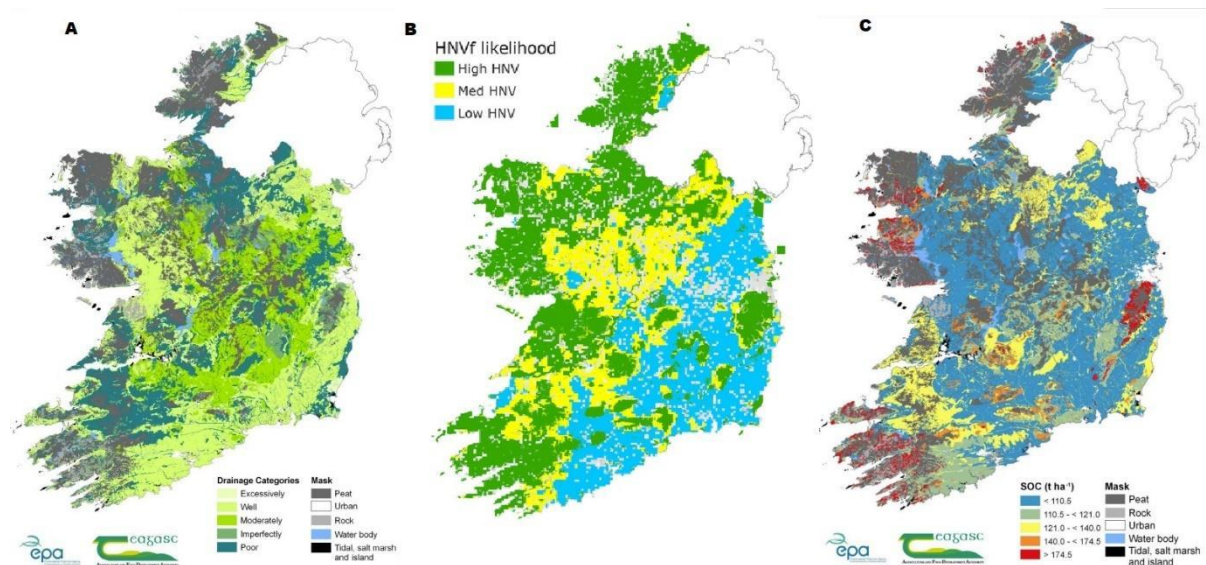 A
B
C
HNVf likelihood
High HNV
Med HNV
Low HNV
Drainage Categories
Excessively
Well
Moderately
Imperfectly
Poor
Mask
Peat
Urban
Rock
Water body
Tidal, salt marsh
and island
epa
eagasc
SOC (t ha⁻¹)
< 110.5
110.5 - < 121.0
121.0 - < 140.0
140.0 - < 174.5
> 174.5
Mask
Peat
Rock
Urban
Water body
Tidal, salt marsh
and island
epa
eagasc